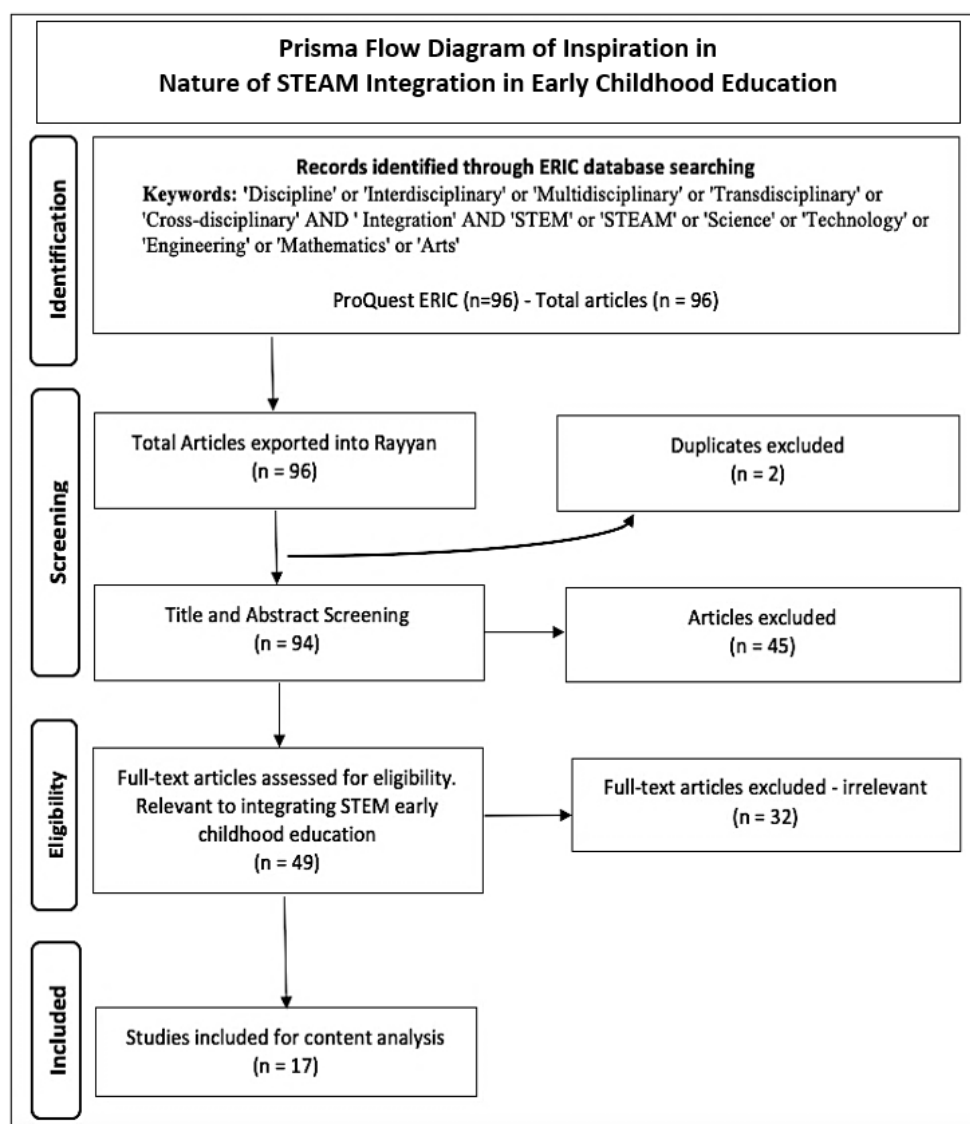 Prisma Flow Diagram of Inspiration in
Nature of STEAM Integration in Early Childhood Education
Identification
Records identified through ERIC database searching
Keywords: 'Discipline' or 'Interdisciplinary' or 'Multidisciplinary' or 'Transdisciplinary' or
'Cross-disciplinary' AND ' Integration' AND 'STEM' or 'STEAM' or 'Science' or 'Technology' or
'Engineering' or 'Mathematics' or 'Arts'
ProQuest ERIC (n=96) - Total articles (n = 96)
Screening
Total Articles exported into Rayyan
(n = 96)
Duplicates excluded
(n = 2)
Title and Abstract Screening
(n = 94)
Articles excluded
(n = 45)
Eligibility
Full-text articles assessed for eligibility.
Relevant to integrating STEM early
childhood education
(n = 49)
Full-text articles excluded - irrelevant
(n = 32)
Included
Studies included for content analysis
(n = 17)